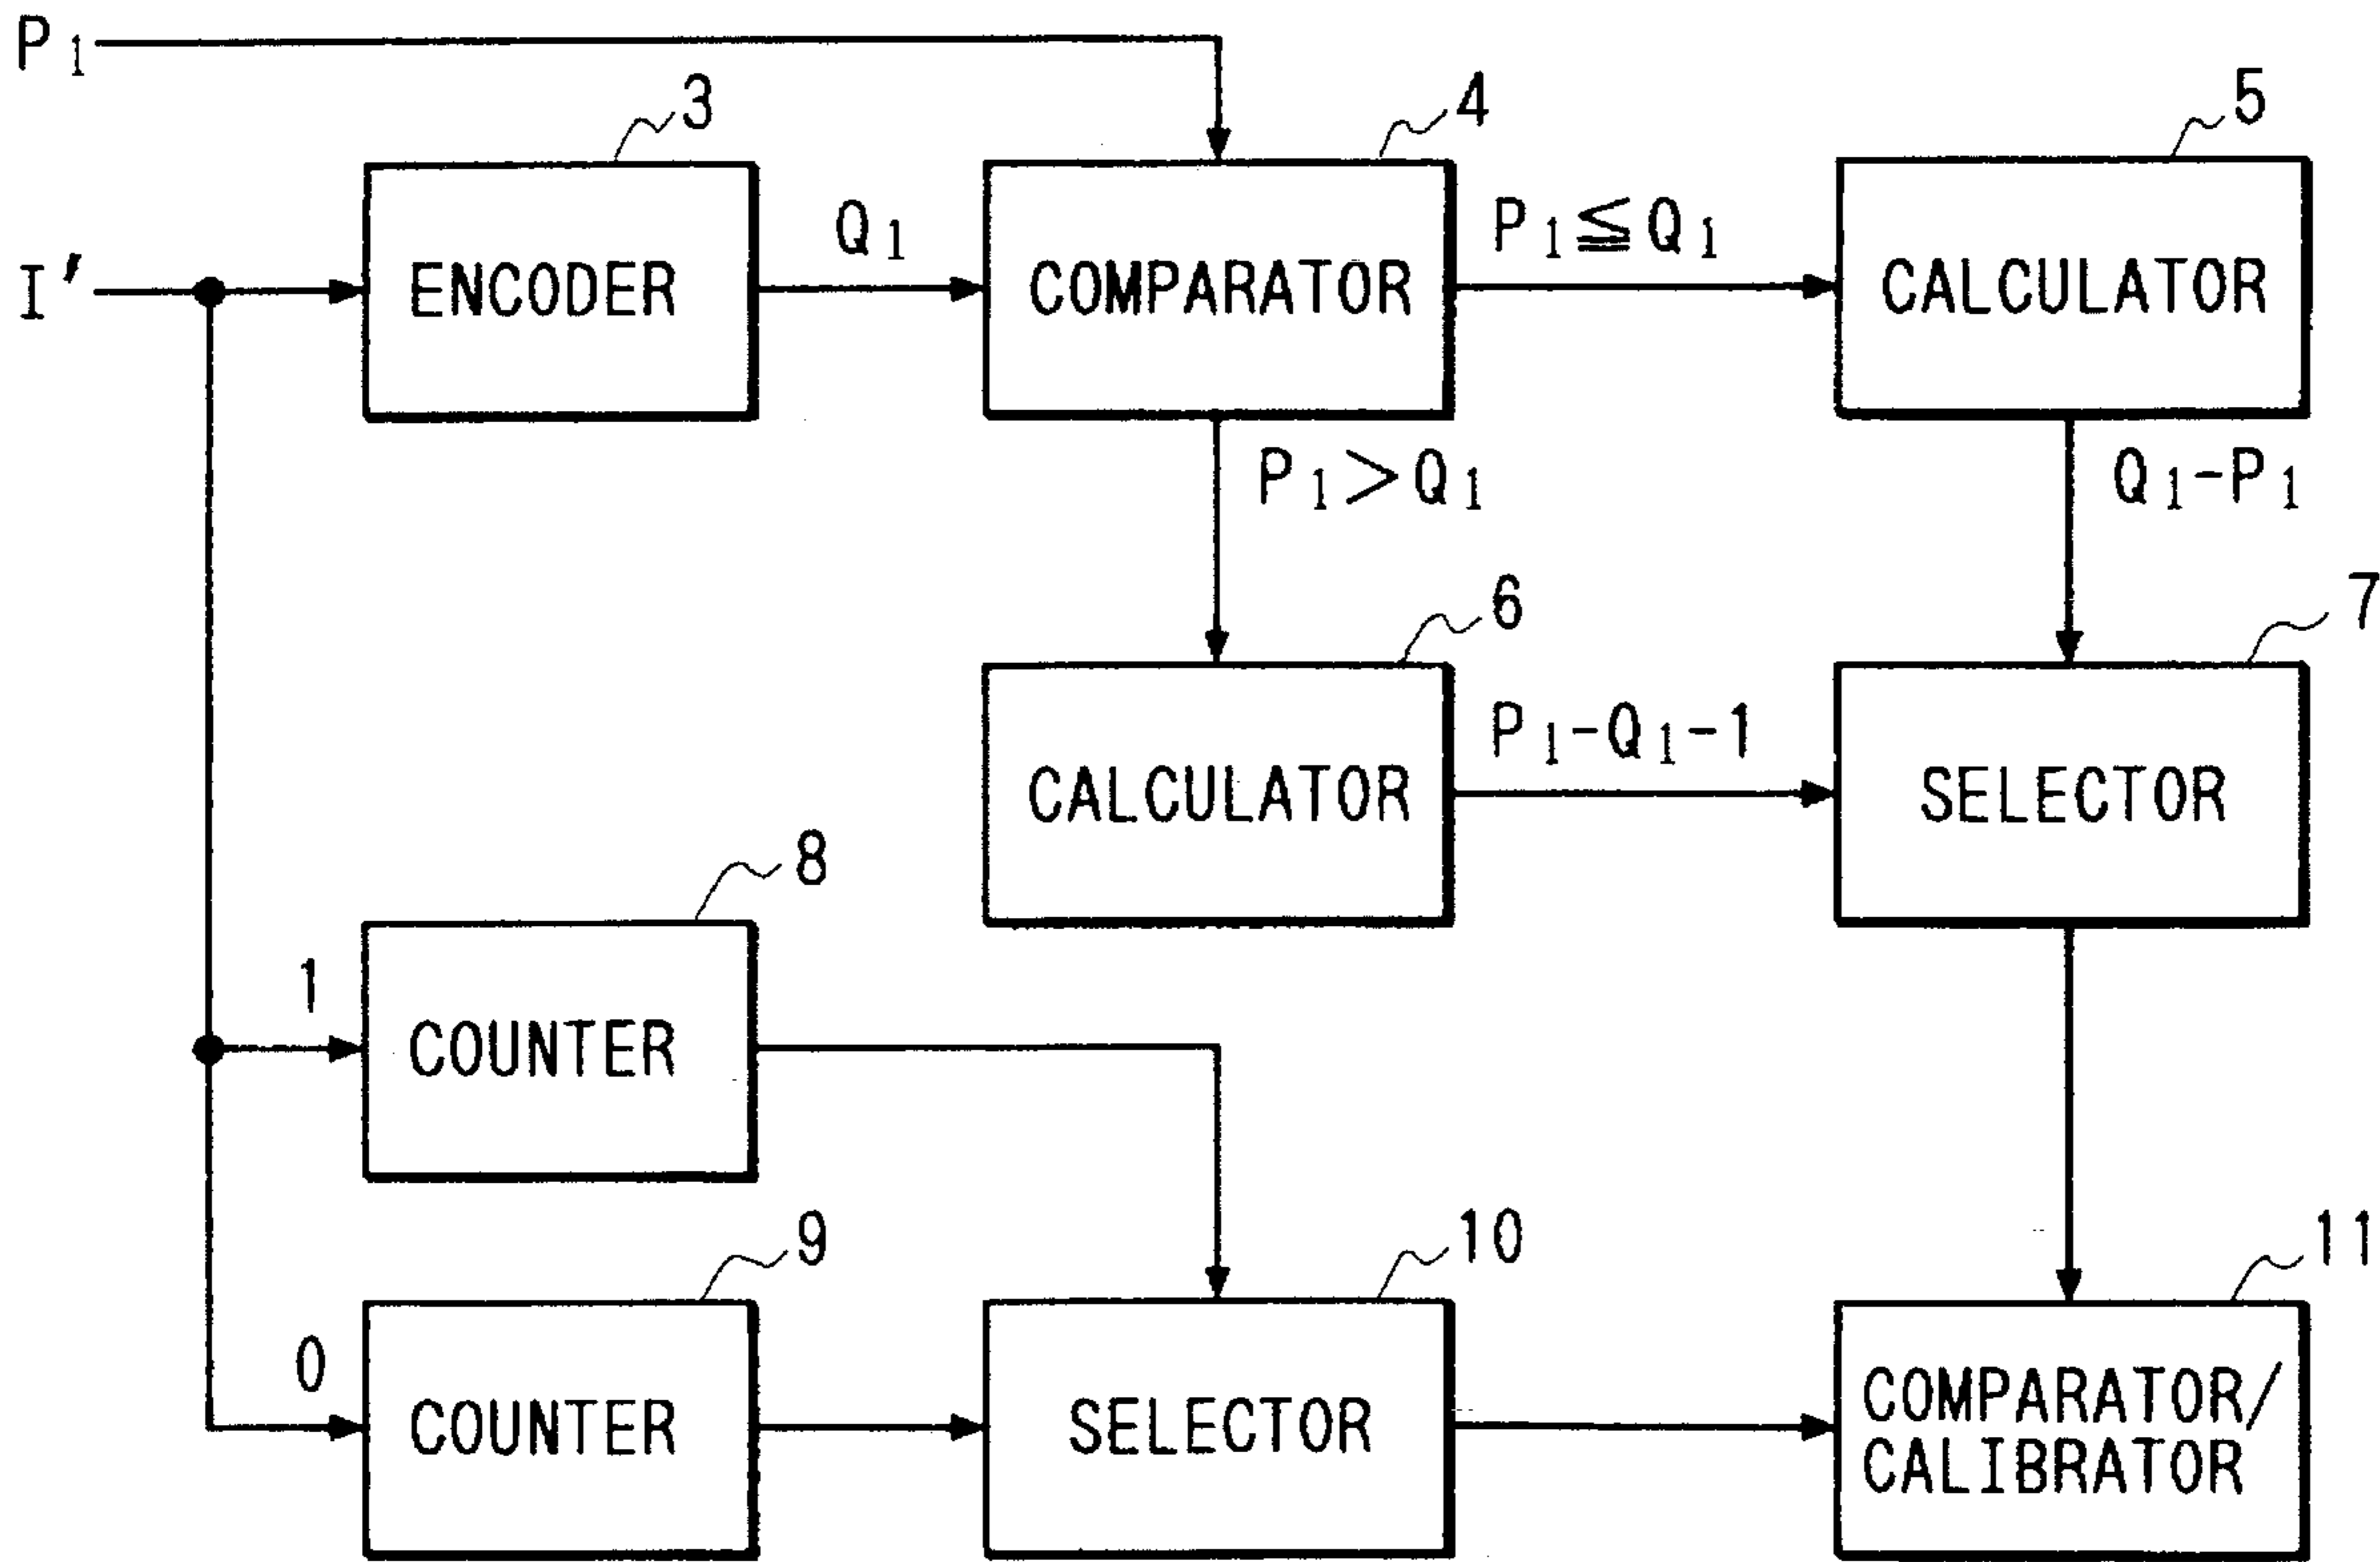 P1
3
4
5
I′
ENCODER
Q1
COMPARATOR
P1≦Q1
CALCULATOR
P1>Q1
Q1-P1
6
7
CALCULATOR
P1-Q1-1
SELECTOR
8
1
COUNTER
9
10
11
0
COUNTER
SELECTOR
COMPARATOR/
CALIBRATOR